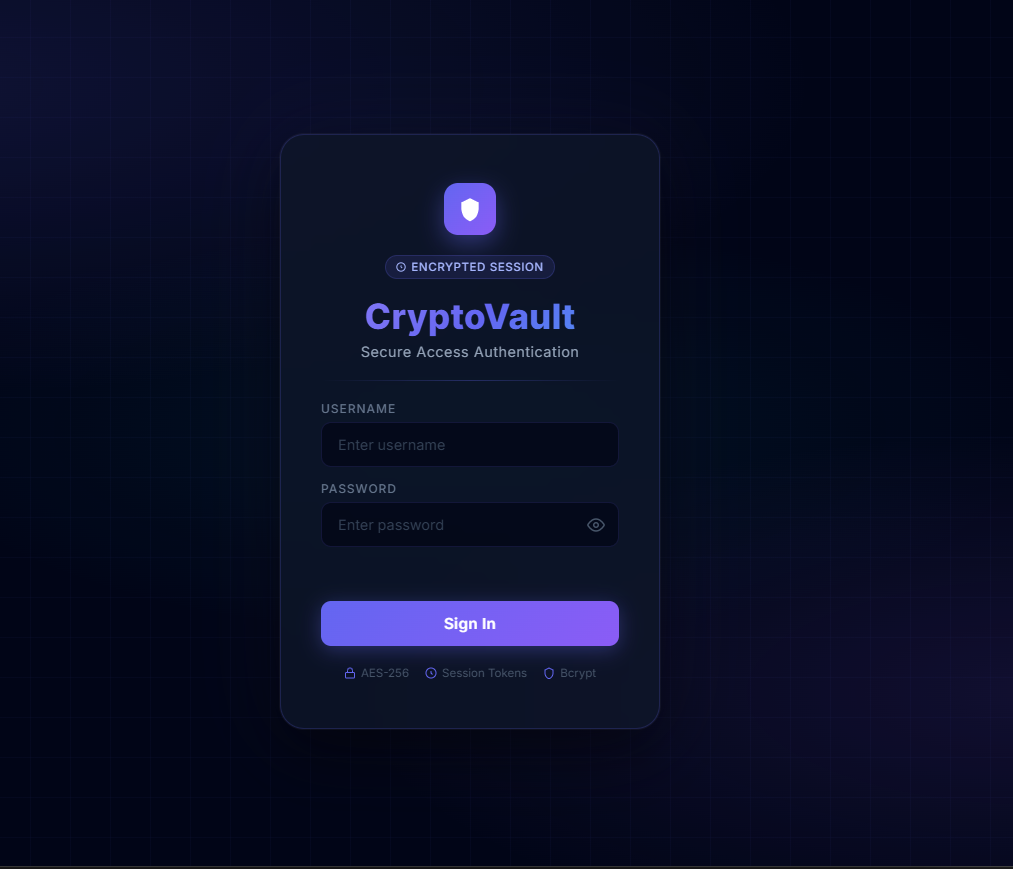 ENCRYPTED SESSION
CryptoVault
Secure Access Authentication
USERNAME
Enter username
PASSWORD
Enter password
Sign In
AES-256 Session Tokens Bcrypt